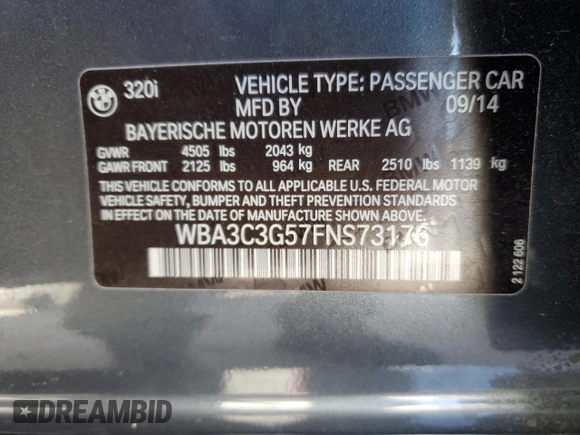 320i VEHICLE TYPE: PASSENGER CAR
MFD BY 09/14
BAYERISCHE MOTOREN WERKE AG
GVWR 4505 lbs 2043 kg
GAWR FRONT 2125 lbs 964 kg REAR 2510 lbs 1139 kg
THIS VEHICLE CONFORMS TO ALL APPLICABLE U.S. FEDERAL MOTOR
VEHICLE SAFETY, BUMPER AND THEFT PREVENTION STANDARDS
IN EFFECT ON THE DATE OF MANUFACTURE SHOWN ABOVE.
WBA3C3G57FNS73176
2 122 606
DREAMBID